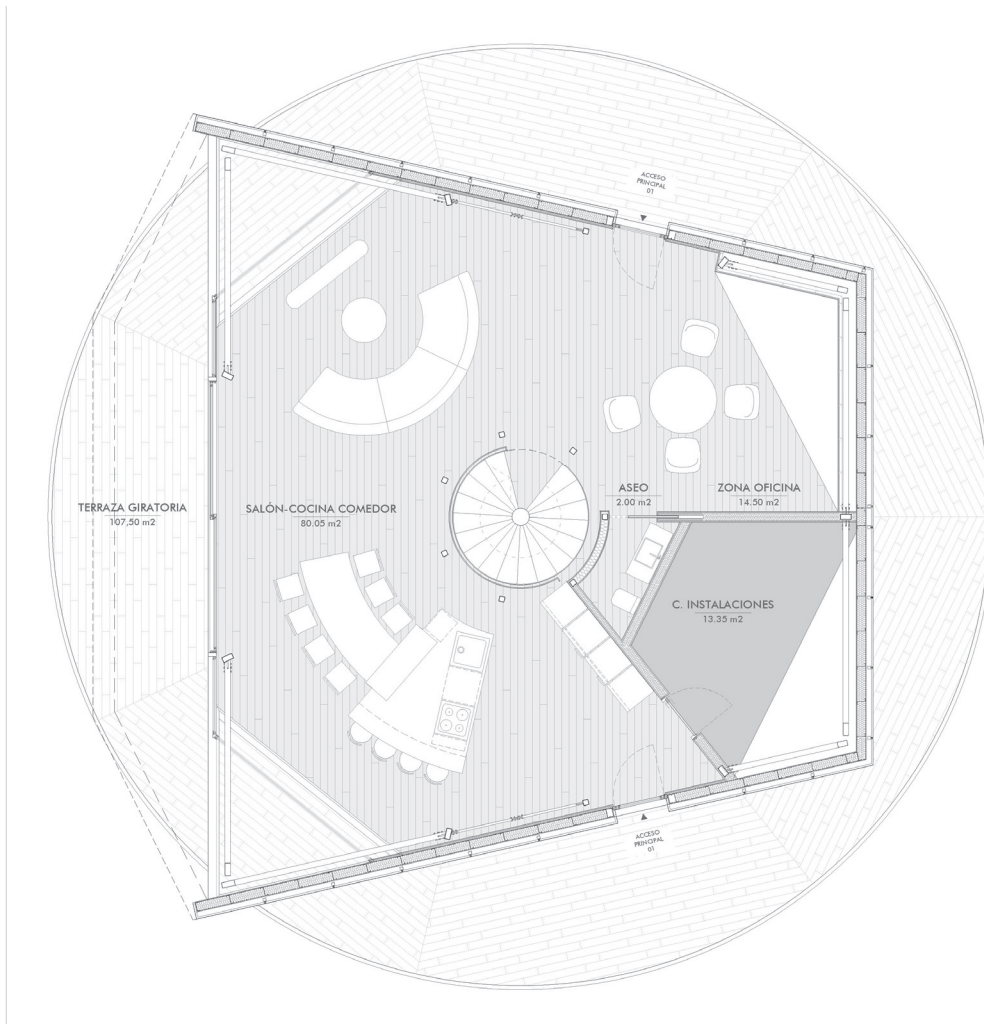 ACCESO
PRINCIPAL
01
TERRAZA GIRATORIA
107,50 m2
SALÓN-COCINA COMEDOR
80.05 m2
ASEO
2.00 m2
ZONA OFICINA
14.50 m2
C. INSTALACIONES
13.35 m2
ACCESO
PRINCIPAL
01